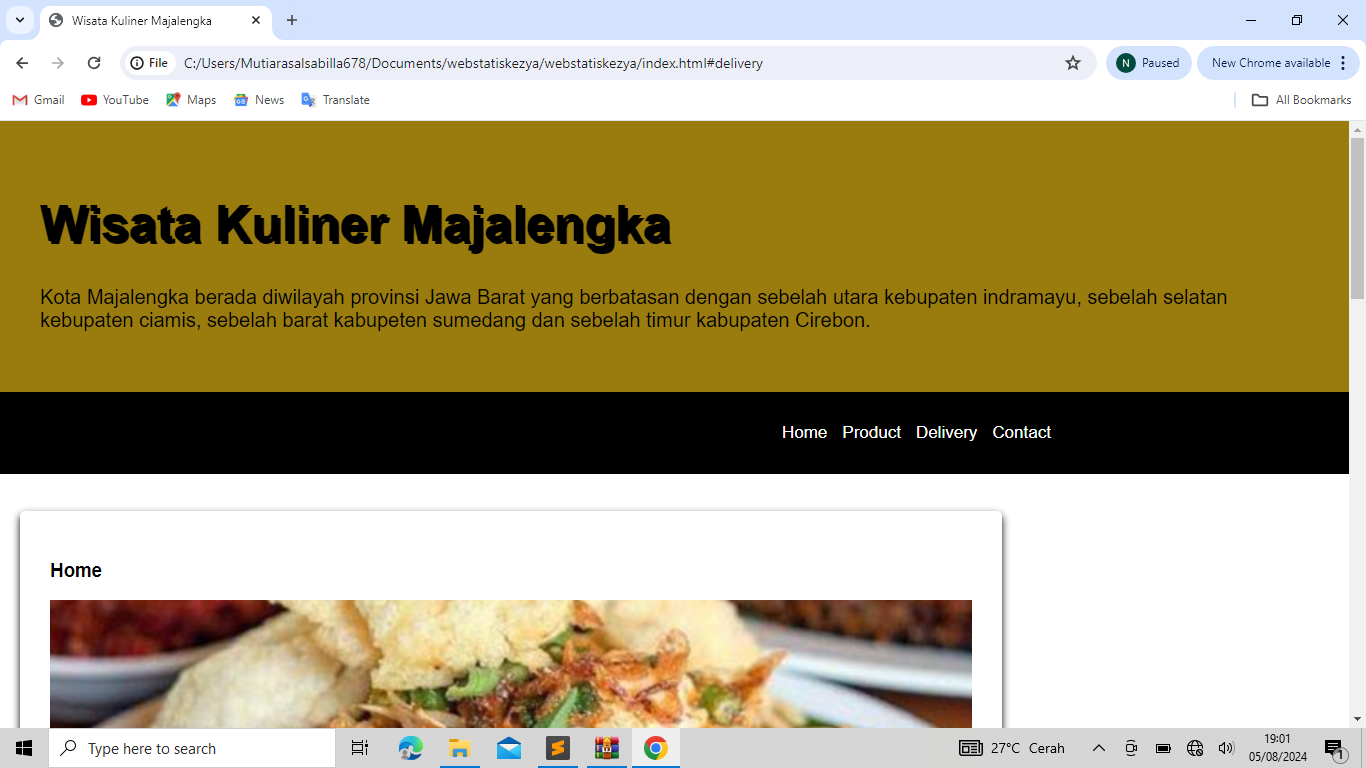 Wisata Kuliner Majalengka
File
C:/Users/Mutiarasalsabilla678/Documents/webstatiskezya/webstatiskezya/index.html#delivery
N
Paused
New Chrome available
Gmail
YouTube
Maps
News
Translate
All Bookmarks
Wisata Kuliner Majalengka
Kota Majalengka berada diwilayah provinsi Jawa Barat yang berbatasan dengan sebelah utara kebupaten indramayu, sebelah selatan
kebupaten ciamis, sebelah barat kabupeten sumedang dan sebelah timur kabupaten Cirebon.
Home Product Delivery Contact
Home
Type here to search
27°C Cerah
19:01
05/08/2024
1